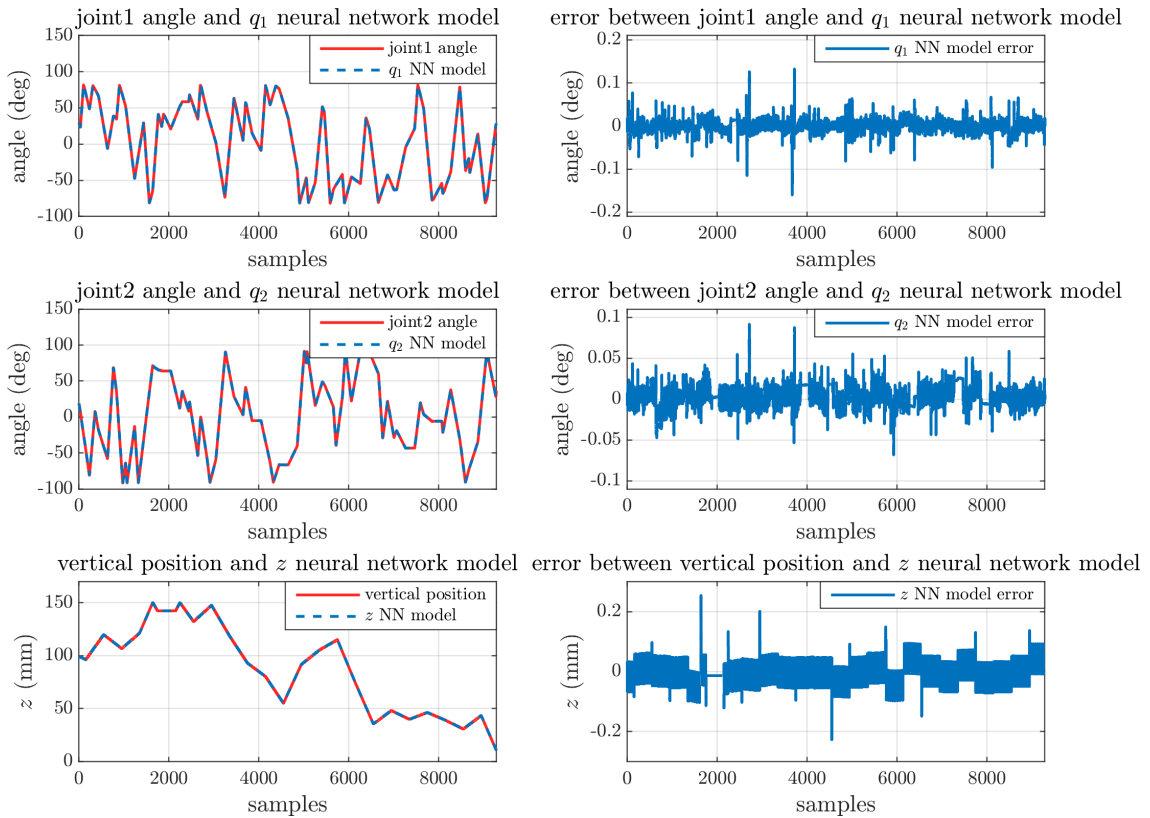 joint1 angle and q1 neural network model
150
100
50
0
-50
-100
angle (deg)
joint1 angle
q1 NN model
0 2000 4000 6000 8000
samples
error between joint1 angle and q1 neural network model
0.2
0.1
0
-0.1
-0.2
angle (deg)
q1 NN model error
0 2000 4000 6000 8000
samples
joint2 angle and q2 neural network model
150
100
50
0
-50
-100
angle (deg)
joint2 angle
q2 NN model
0 2000 4000 6000 8000
samples
error between joint2 angle and q2 neural network model
0.1
0.05
0
-0.05
-0.1
angle (deg)
q2 NN model error
0 2000 4000 6000 8000
samples
vertical position and z neural network model
150
100
50
0
z (mm)
vertical position
z NN model
0 2000 4000 6000 8000
samples
error between vertical position and z neural network model
0.2
0
-0.2
z (mm)
z NN model error
0 2000 4000 6000 8000
samples